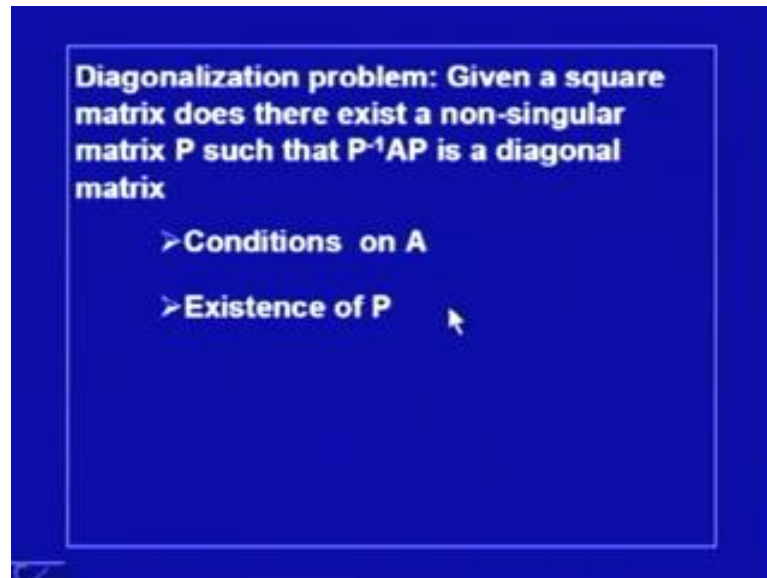 Diagonalization problem: Given a square
matrix does there exist a non-singular
matrix P such that P⁻¹AP is a diagonal
matrix
➢Conditions on A
➢Existence of P